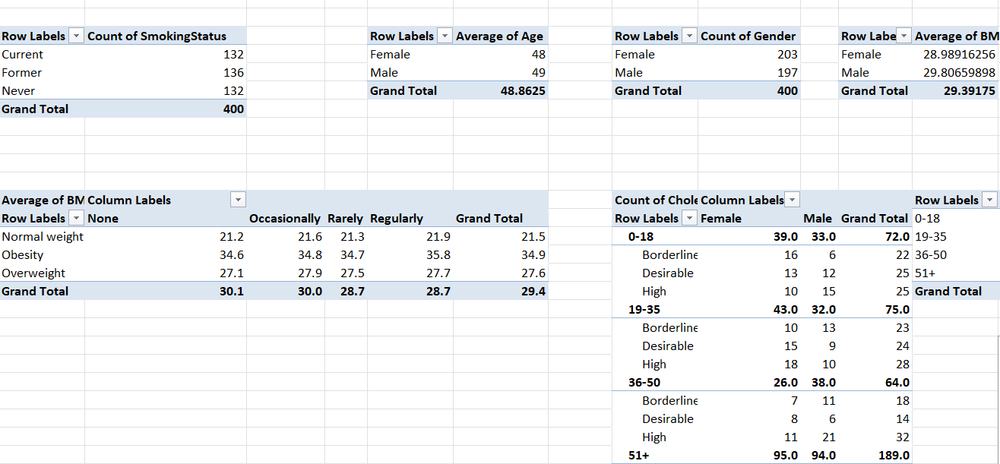 Row Labels Count of SmokingStatus Row Labels Average of Age Row Labels Count of Gender Row Labe Average of BM
Current 132 Female 48 Female 203 Female 28.98916256
Former 136 Male 49 Male 197 Male 29.80659898
Never 132 Grand Total 48.8625 Grand Total 400 Grand Total 29.39175
Grand Total 400
Average of BM Column Labels Count of Chole Column Labels Row Labels
Row Labels None Occasionally Rarely Regularly Grand Total Row Labels Female Male Grand Total 0-18
Normal weight 21.2 21.6 21.3 21.9 21.5 0-18 39.0 33.0 72.0 19-35
Obesity 34.6 34.8 34.7 35.8 34.9 Borderline 16 6 22 36-50
Overweight 27.1 27.9 27.5 27.7 27.6 Desirable 13 12 25 51+
Grand Total 30.1 30.0 28.7 28.7 29.4 High 10 15 25 Grand Total
19-35 43.0 32.0 75.0
Borderline 10 13 23
Desirable 15 9 24
High 18 10 28
36-50 26.0 38.0 64.0
Borderline 7 11 18
Desirable 8 6 14
High 11 21 32
51+ 95.0 94.0 189.0